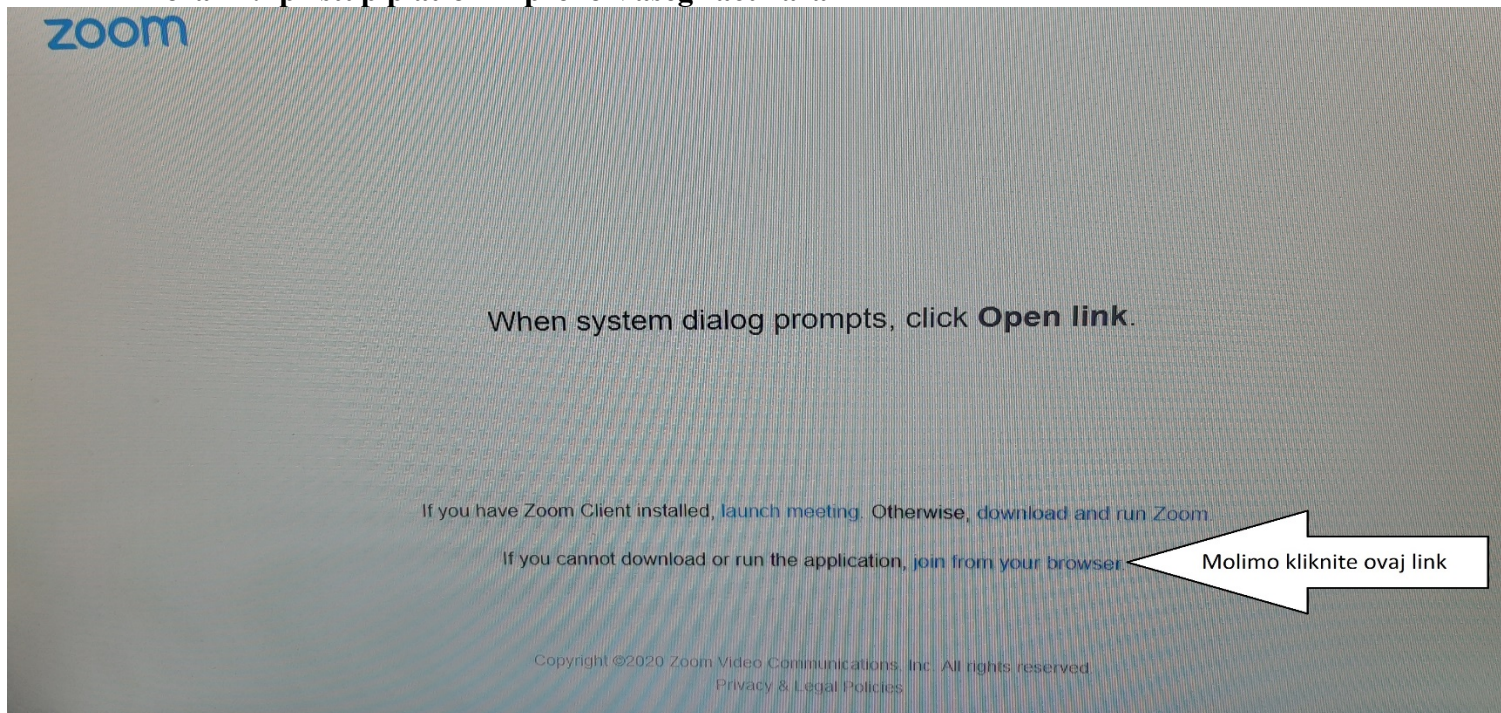 zoom
When system dialog prompts, click Open link.
If you have Zoom Client installed, launch meeting. Otherwise, download and run Zoom.
If you cannot download or run the application, join from your browser.
Molimo kliknite ovaj link
Copyright ©2020 Zoom Video Communications, Inc. All rights reserved.
Privacy & Legal Policies